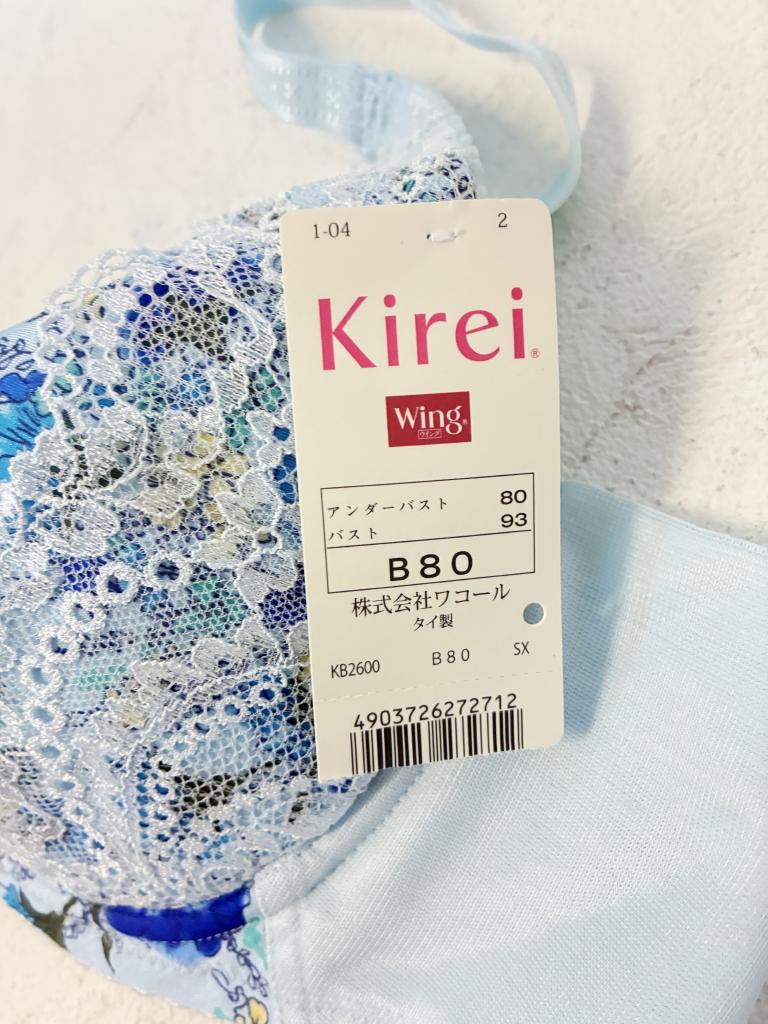 1-04 2
Kirei®
Wing®
ウイング
アンダーバスト 80
バスト 93
B80
株式会社ワコール
タイ製
KB2600 B80 SX
4903726272712